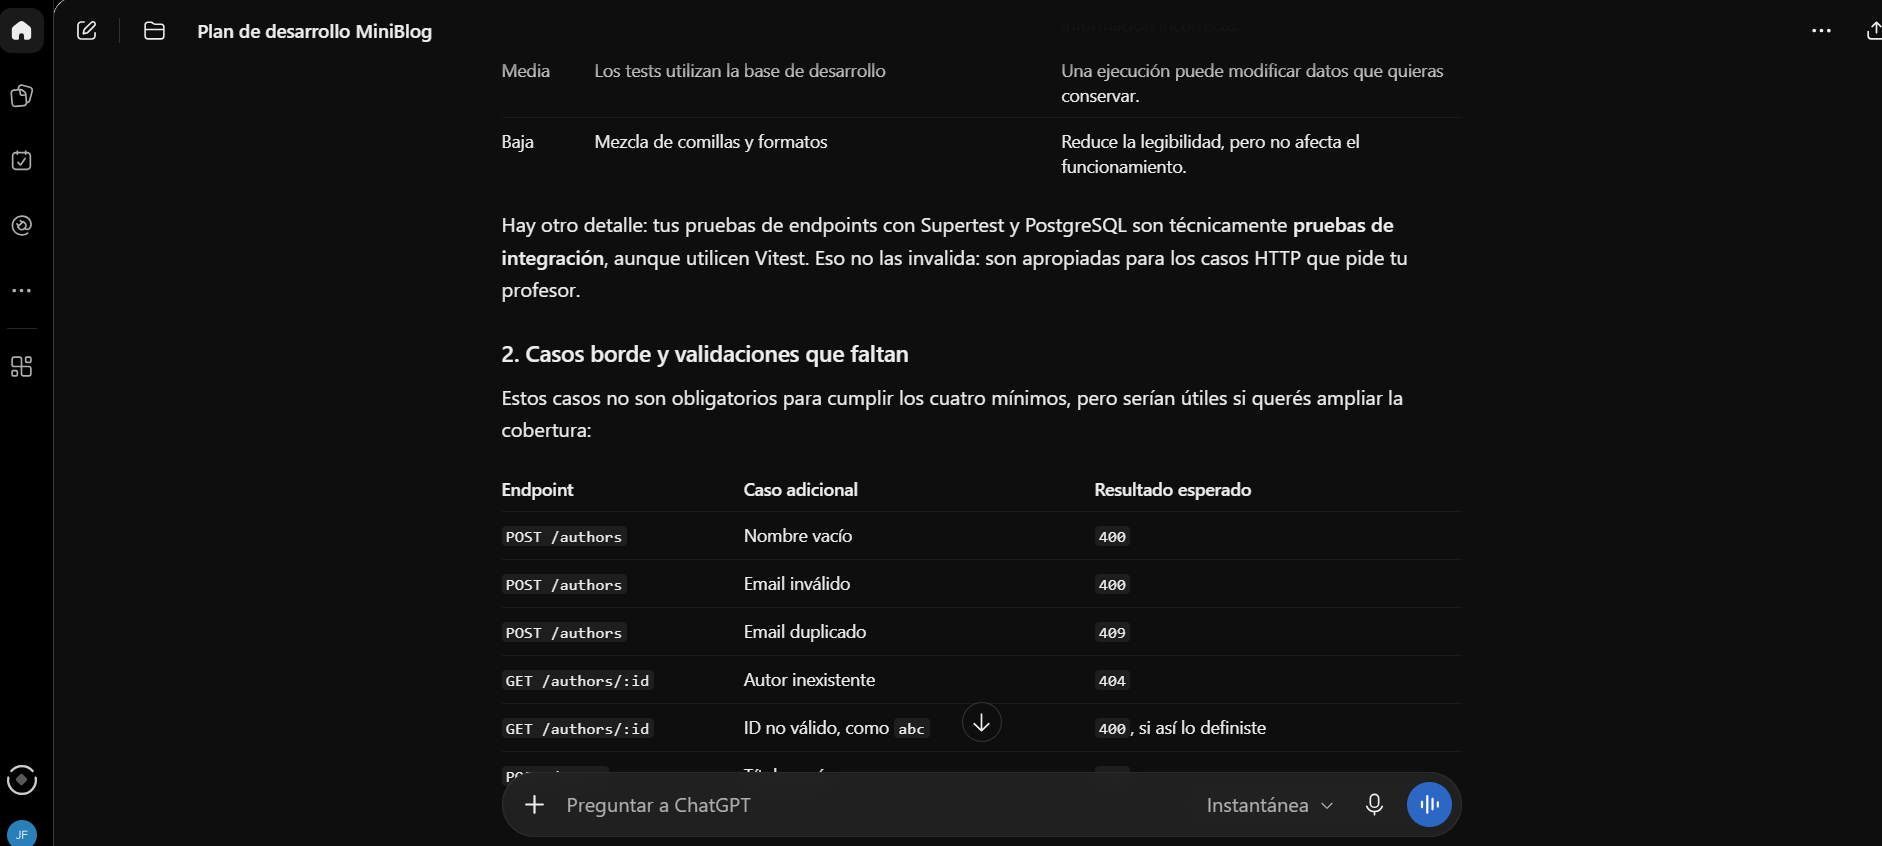 Plan de desarrollo MiniBlog
Media Los tests utilizan la base de desarrollo Una ejecución puede modificar datos que quieras
conservar.
Baja Mezcla de comillas y formatos Reduce la legibilidad, pero no afecta el
funcionamiento.
Hay otro detalle: tus pruebas de endpoints con Supertest y PostgreSQL son técnicamente pruebas de
integración, aunque utilicen Vitest. Eso no las invalida: son apropiadas para los casos HTTP que pide tu
profesor.
2. Casos borde y validaciones que faltan
Estos casos no son obligatorios para cumplir los cuatro mínimos, pero serían útiles si querés ampliar la
cobertura:
Endpoint Caso adicional Resultado esperado
POST /authors Nombre vacío 400
POST /authors Email inválido 400
POST /authors Email duplicado 409
GET /authors/:id Autor inexistente 404
GET /authors/:id ID no válido, como abc 400, si así lo definiste
Preguntar a ChatGPT Instantánea
JF